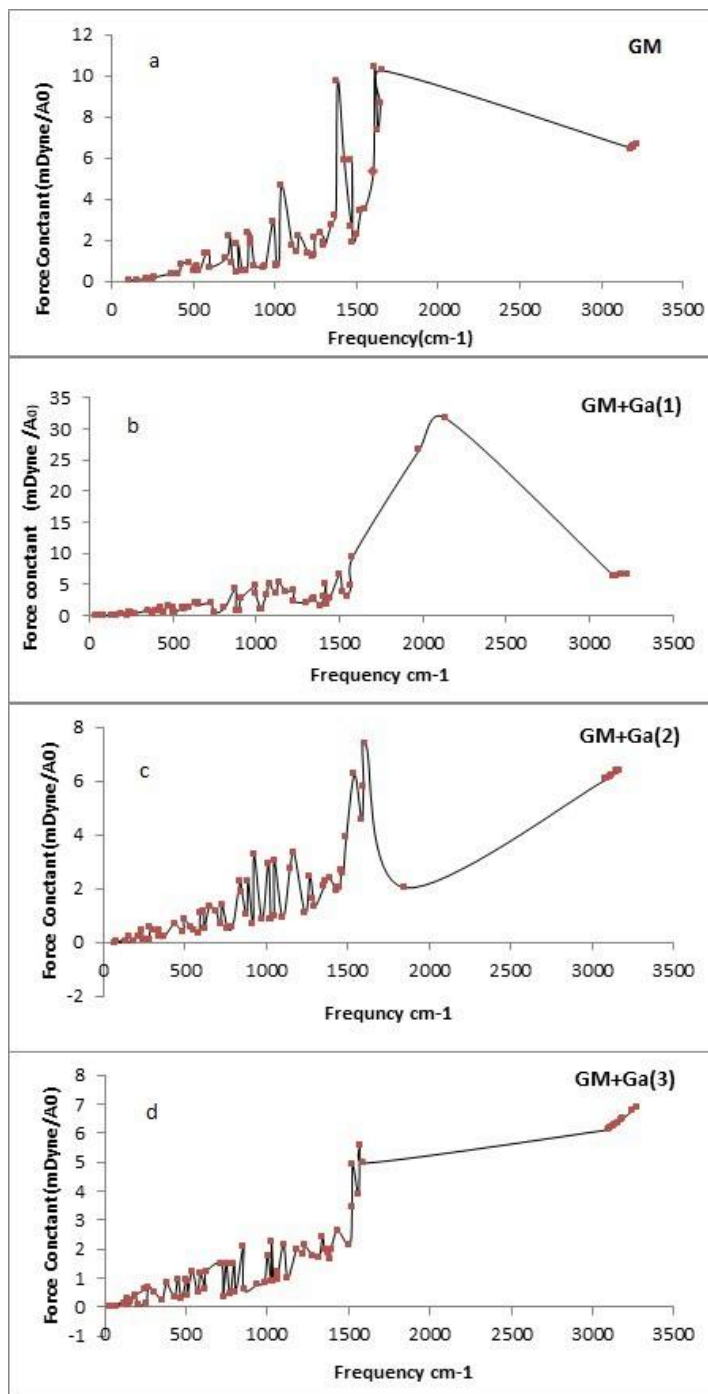 GM
a
Force Conctant (mDyne/A0)
12
10
8
6
4
2
0
0 500 1000 1500 2000 2500 3000 3500
Frequency(cm-1)
GM+Ga(1)
b
Force conctant (mDyne /A0)
35
30
25
20
15
10
5
0
0 500 1000 1500 2000 2500 3000 3500
Frequency cm-1
GM+Ga(2)
c
Force Constant (mDyne/A0)
8
6
4
2
0
-2
0 500 1000 1500 2000 2500 3000 3500
Frequncy cm-1
GM+Ga(3)
d
Force Constant (mDyne/A0)
8
7
6
5
4
3
2
1
0
-1
0 500 1000 1500 2000 2500 3000 3500
Frequency cm-1